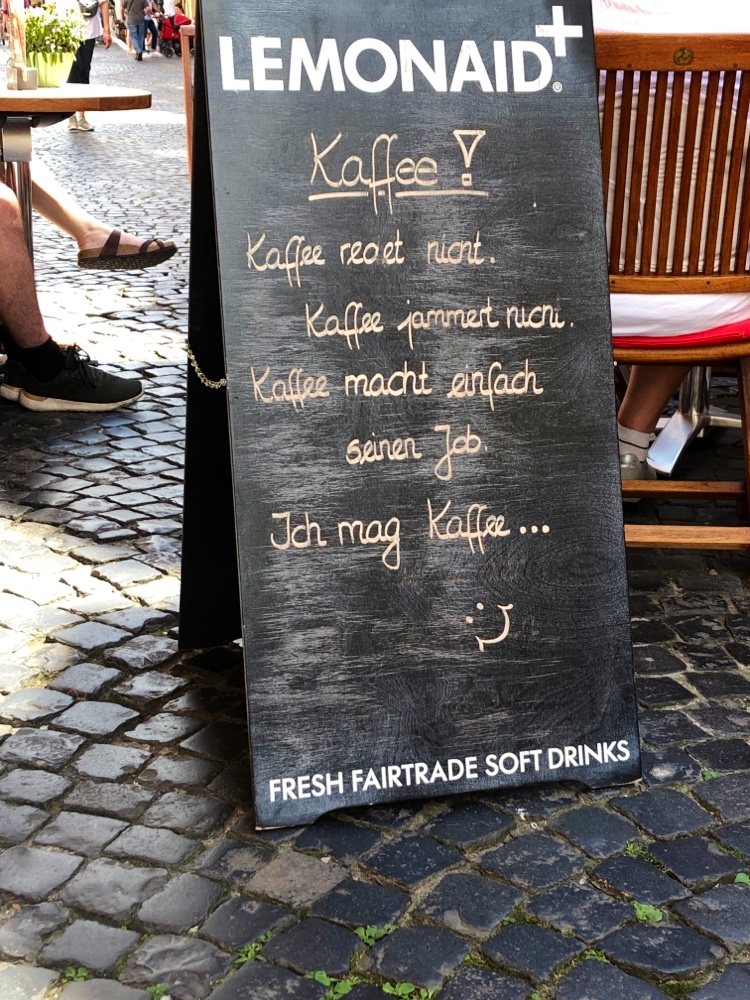 LEMONAID+®
Kaffee!
Kaffee redet nicht.
Kaffee jammert nicht.
Kaffee macht einfach
seinen Job.
Ich mag Kaffee...
:)
FRESH FAIRTRADE SOFT DRINKS